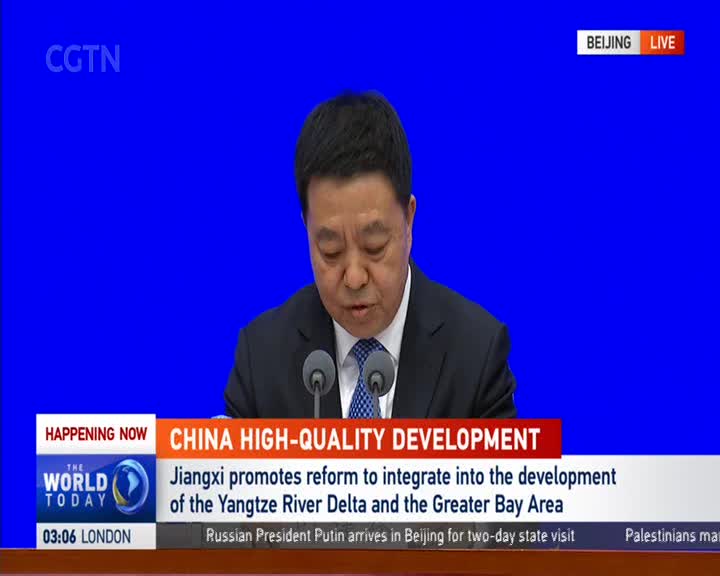 CGTN
BEIJING LIVE
HAPPENING NOW
CHINA HIGH-QUALITY DEVELOPMENT
THE WORLD TODAY
Jiangxi promotes reform to integrate into the development
of the Yangtze River Delta and the Greater Bay Area
03:06 LONDON
Russian President Putin arrives in Beijing for two-day state visit
Palestinians